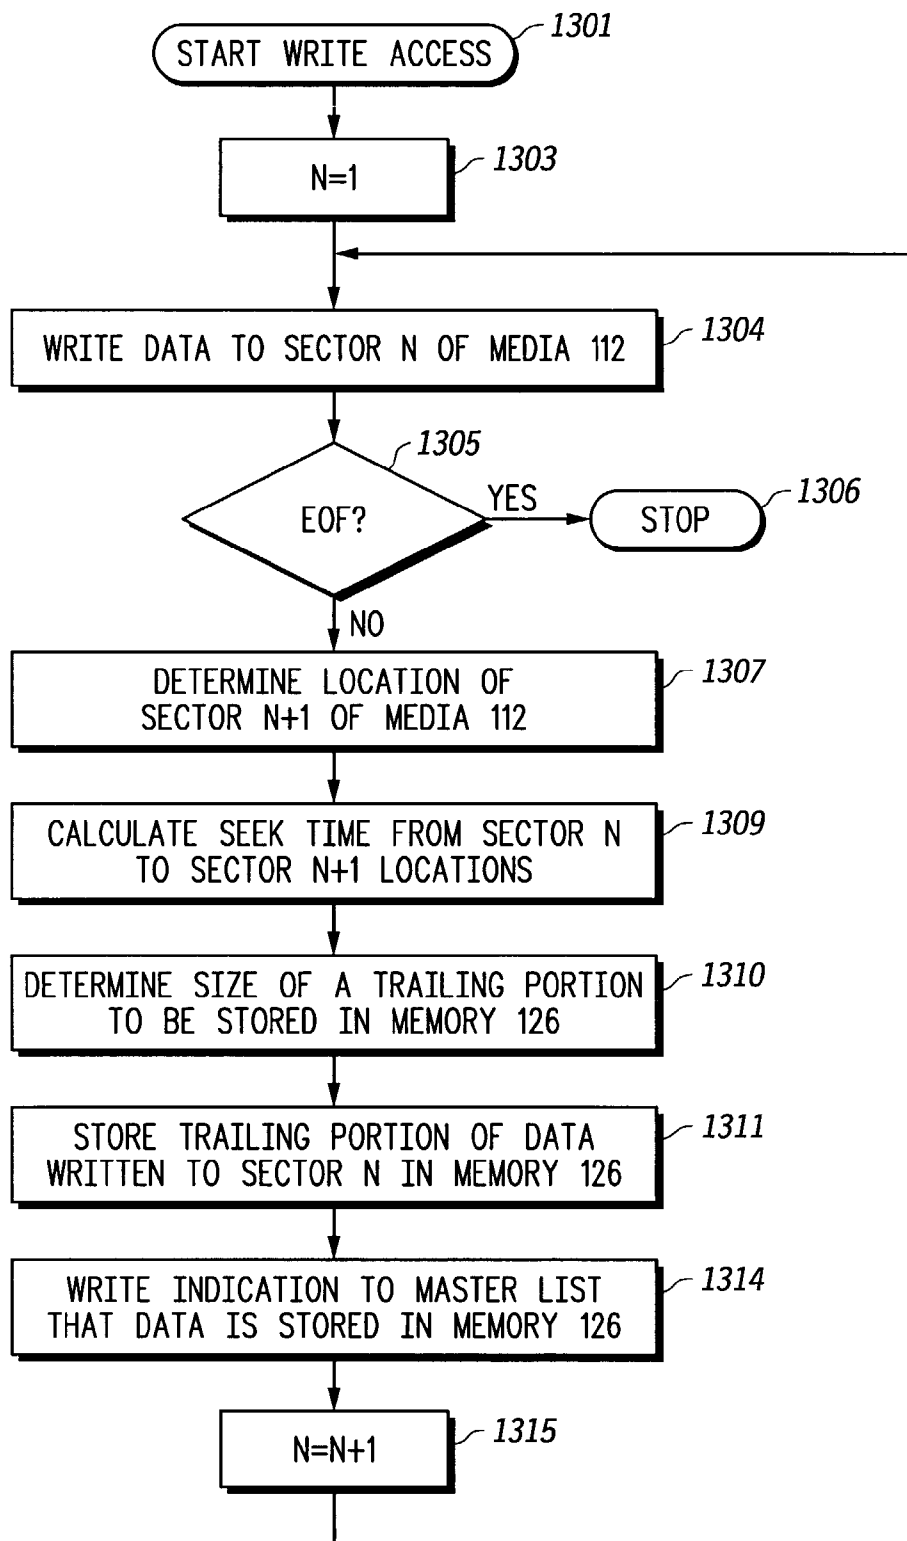 START WRITE ACCESS
1301
N=1
1303
WRITE DATA TO SECTOR N OF MEDIA 112
1304
1305
EOF?
YES
STOP
1306
NO
DETERMINE LOCATION OF
SECTOR N+1 OF MEDIA 112
1307
CALCULATE SEEK TIME FROM SECTOR N
TO SECTOR N+1 LOCATIONS
1309
DETERMINE SIZE OF A TRAILING PORTION
TO BE STORED IN MEMORY 126
1310
STORE TRAILING PORTION OF DATA
WRITTEN TO SECTOR N IN MEMORY 126
1311
WRITE INDICATION TO MASTER LIST
THAT DATA IS STORED IN MEMORY 126
1314
N=N+1
1315